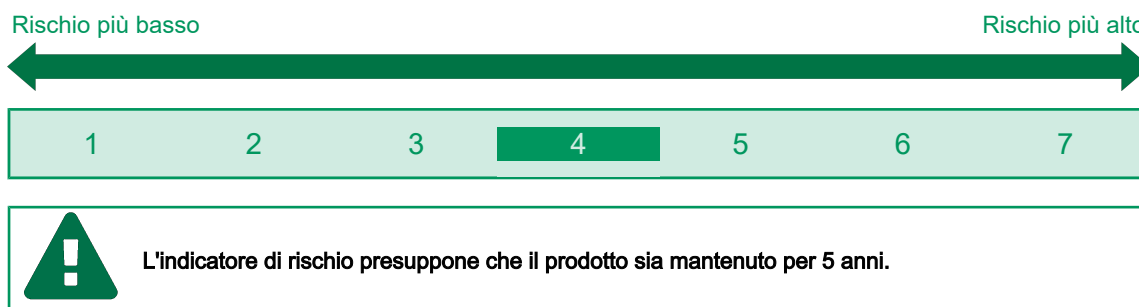 Rischio più basso Rischio più alto
1 2 3 4 5 6 7
L'indicatore di rischio presuppone che il prodotto sia mantenuto per 5 anni.